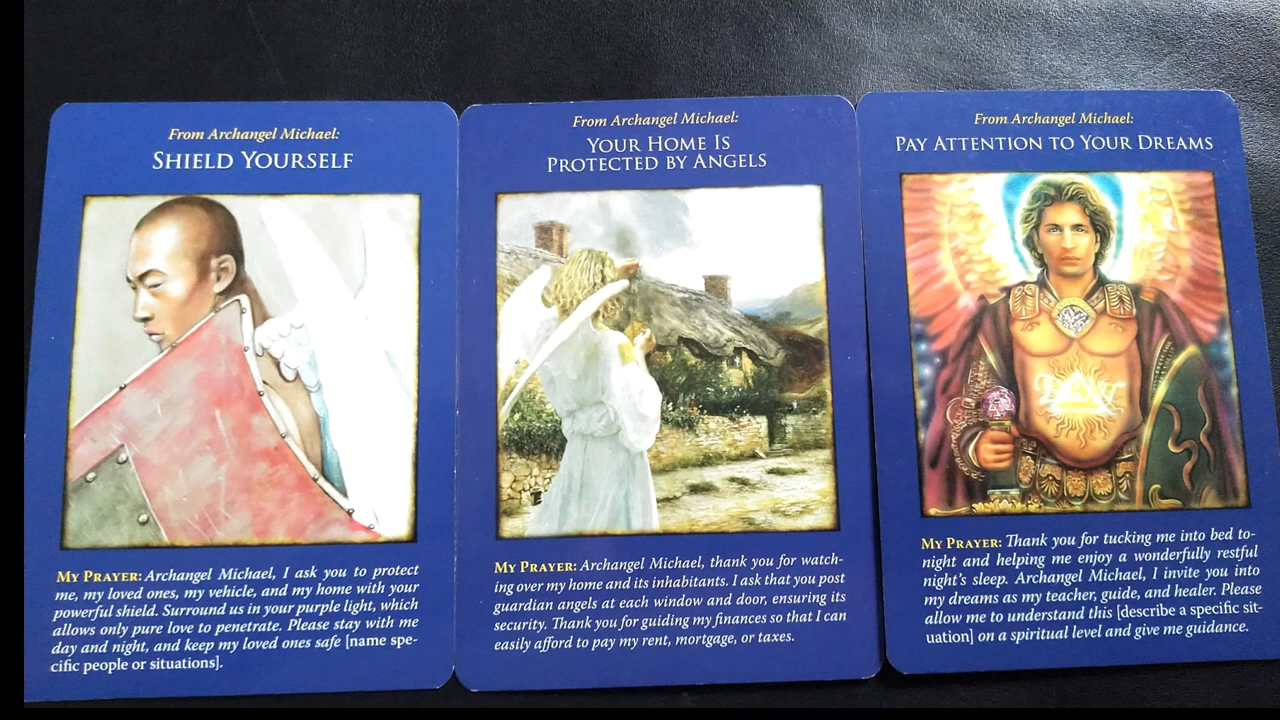 From Archangel Michael:
SHIELD YOURSELF
MY PRAYER: Archangel Michael, I ask you to protect
me, my loved ones, my vehicle, and my home with your
powerful shield. Surround us in your purple light, which
allows only pure love to penetrate. Please stay with me
day and night, and keep my loved ones safe [name spe-
cific people or situations].
From Archangel Michael:
YOUR HOME IS
PROTECTED BY ANGELS
MY PRAYER: Archangel Michael, thank you for watch-
ing over my home and its inhabitants. I ask that you post
guardian angels at each window and door, ensuring its
security. Thank you for guiding my finances so that I can
easily afford to pay my rent, mortgage, or taxes.
From Archangel Michael:
PAY ATTENTION TO YOUR DREAMS
MY PRAYER: Thank you for tucking me into bed to-
night and helping me enjoy a wonderfully restful
night's sleep. Archangel Michael, I invite you into
my dreams as my teacher, guide, and healer. Please
allow me to understand this [describe a specific sit-
uation] on a spiritual level and give me guidance.